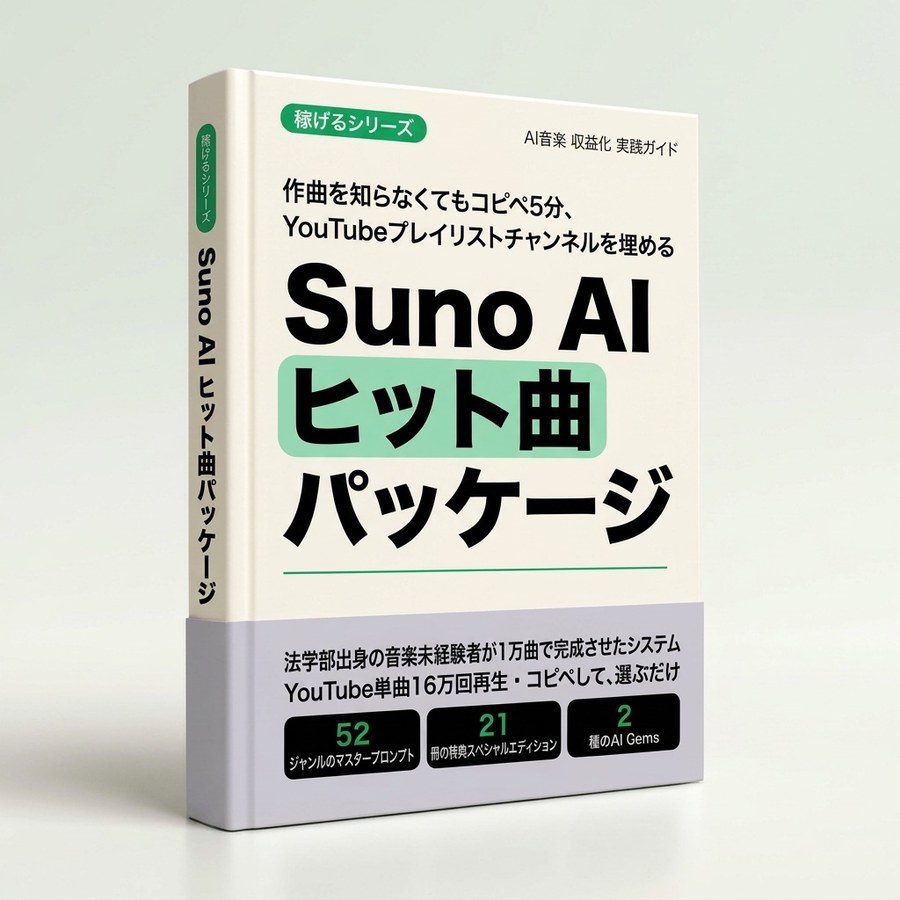 稼げるシリーズ
Suno AI ヒット曲パッケージ
稼げるシリーズ
AI音楽 収益化 実践ガイド
作曲を知らなくてもコピペ5分、
YouTubeプレイリストチャンネルを埋める
Suno AI
ヒット曲
パッケージ
法学部出身の音楽未経験者が1万曲で完成させたシステム
YouTube単曲16万回再生・コピペして、選ぶだけ
52
ジャンルのマスタープロンプト
21
冊の特典スペシャルエディション
2
種のAI Gems